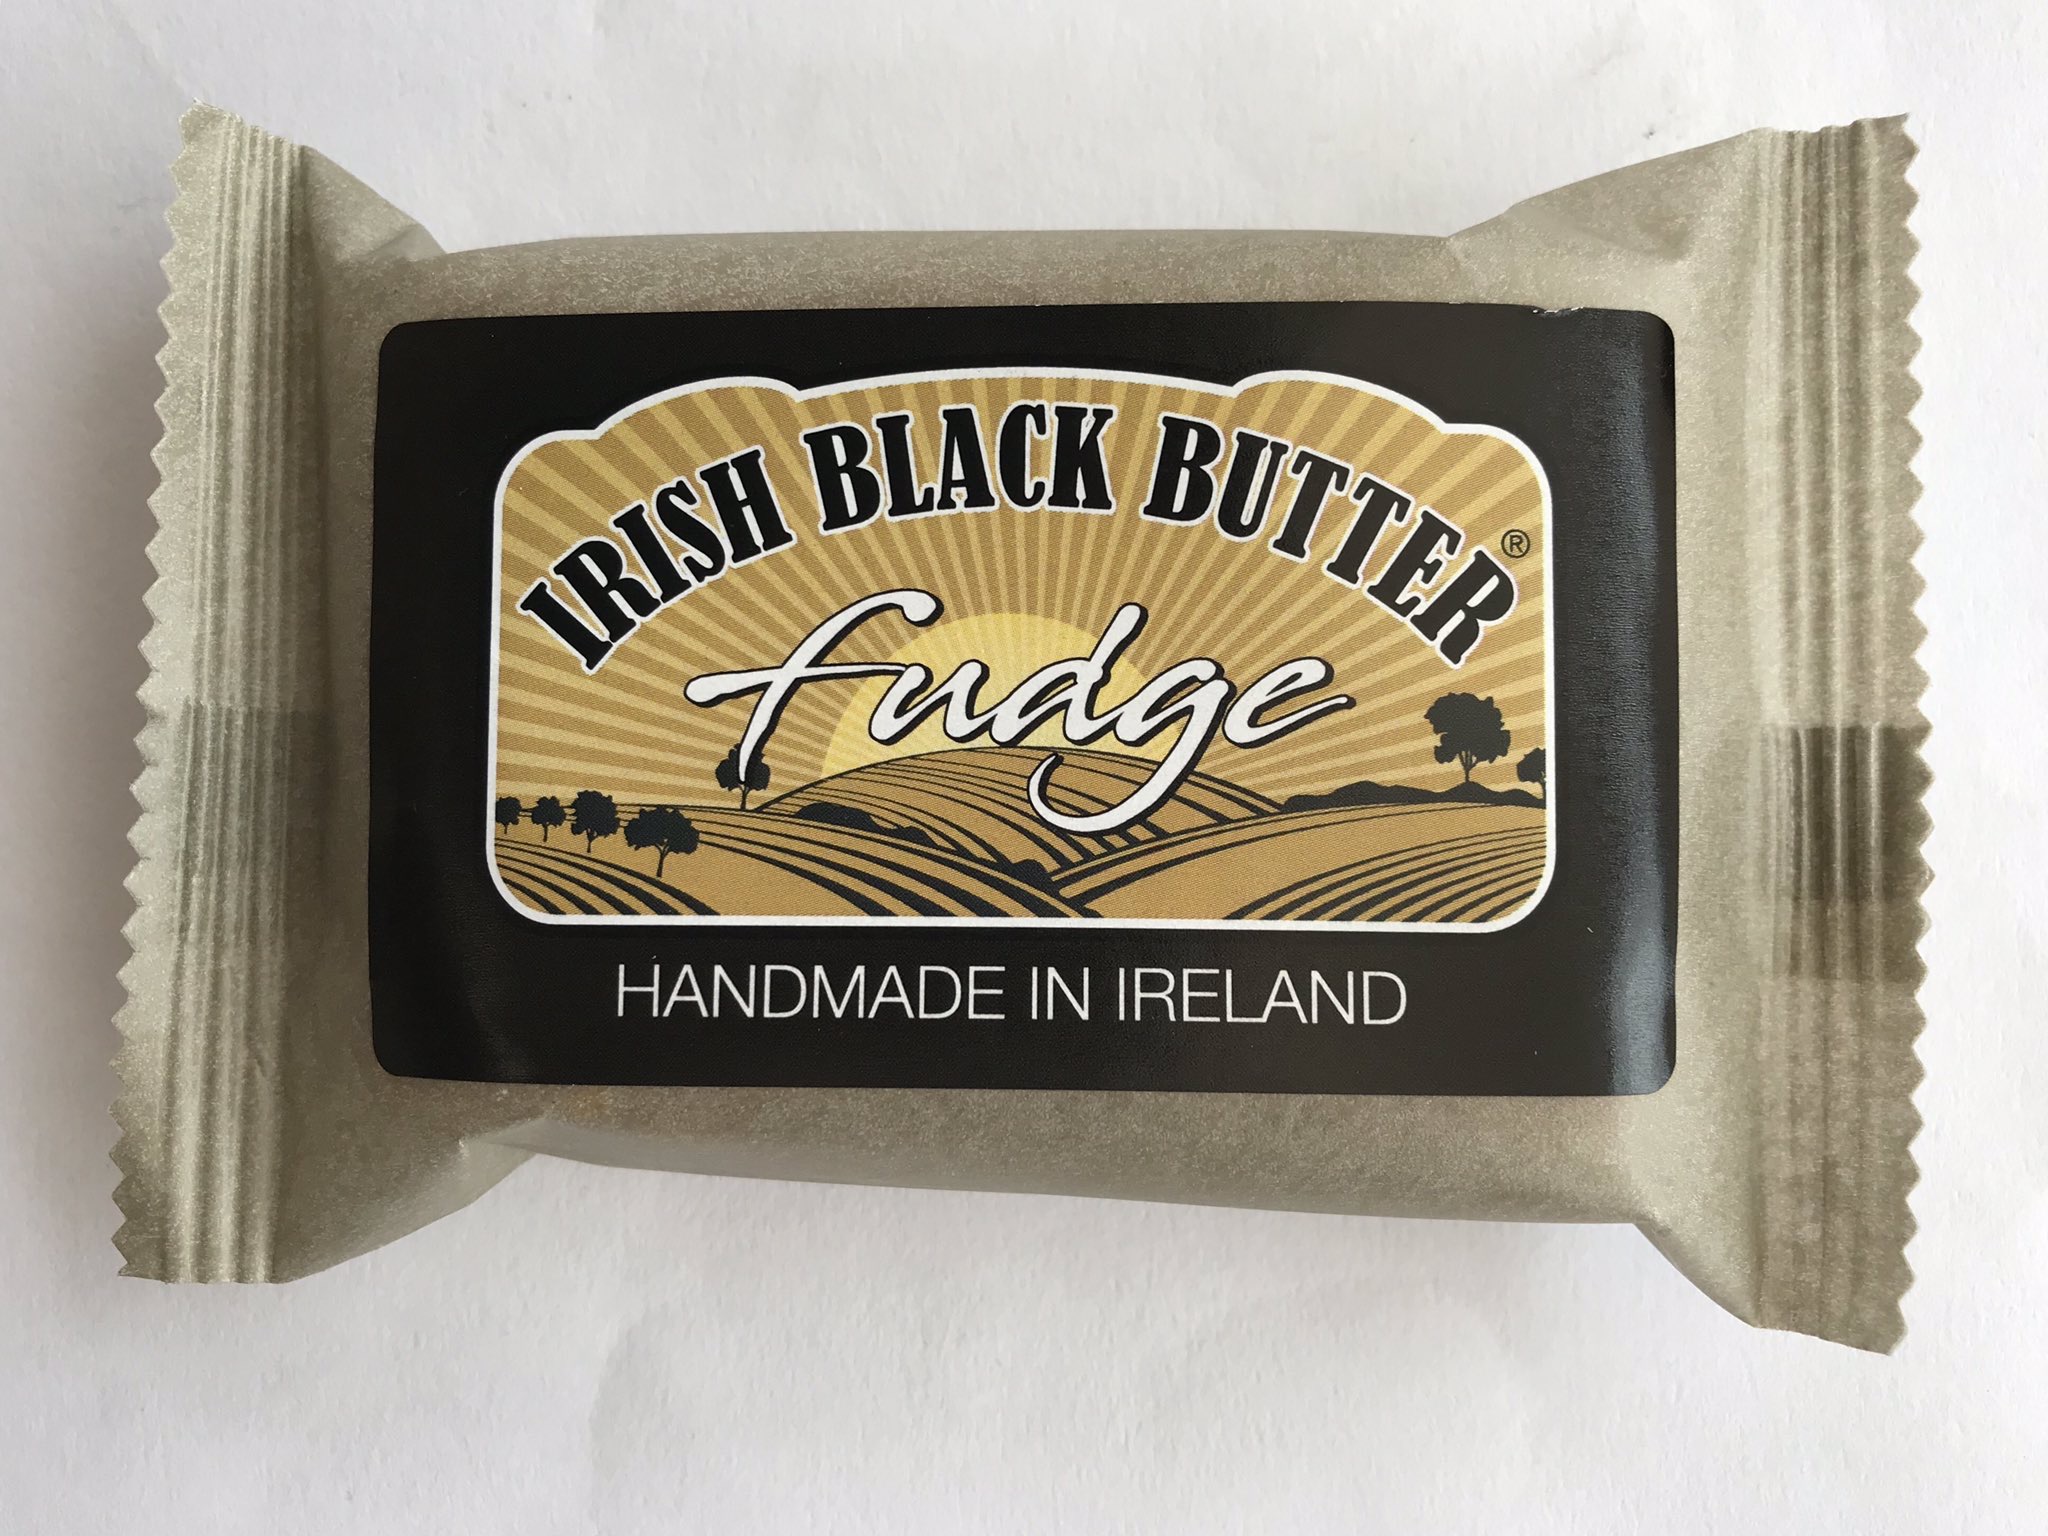 IRISH BLACK BUTTER®
fudge
HANDMADE IN IRELAND